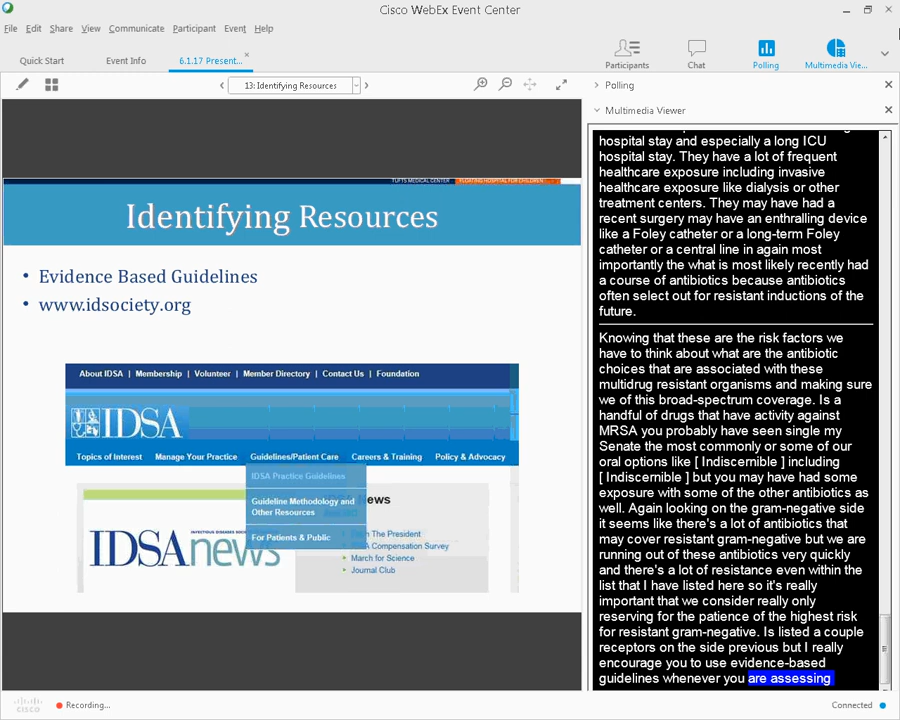 Cisco WebEx Event Center
File Edit Share View Communicate Participant Event Help
Quick Start Event Info 6.1.17 Present...
Participants Chat Polling Multimedia Vie...
13: Identifying Resources
Polling
Multimedia Viewer
TUFTS MEDICAL CENTER FLOATING HOSPITAL FOR CHILDREN
Identifying Resources
• Evidence Based Guidelines
• www.idsociety.org
About IDSA | Membership | Volunteer | Member Directory | Contact Us | Foundation
IDSA
Topics of Interest Manage Your Practice Guidelines/Patient Care Careers & Training Policy & Advocacy
IDSA Practice Guidelines
Guideline Methodology and
Other Resources
For Patients & Public
News
IDSAnews
The President
Compensation Survey
March for Science
Journal Club
hospital stay and especially a long ICU
hospital stay. They have a lot of frequent
healthcare exposure including invasive
healthcare exposure like dialysis or other
treatment centers. They may have had a
recent surgery may have an enthralling device
like a Foley catheter or a long-term Foley
catheter or a central line in again most
importantly the what is most likely recently had
a course of antibiotics because antibiotics
often select out for resistant inductions of the
future.
Knowing that these are the risk factors we
have to think about what are the antibiotic
choices that are associated with these
multidrug resistant organisms and making sure
we of this broad-spectrum coverage. Is a
handful of drugs that have activity against
MRSA you probably have seen single my
Senate the most commonly or some of our
oral options like [ Indiscernible ] including
[ Indiscernible ] but you may have had some
exposure with some of the other antibiotics as
well. Again looking on the gram-negative side
it seems like there's a lot of antibiotics that
may cover resistant gram-negative but we are
running out of these antibiotics very quickly
and there's a lot of resistance even within the
list that I have listed here so it's really
important that we consider really only
reserving for the patience of the highest risk
for resistant gram-negative. Is listed a couple
receptors on the side previous but I really
encourage you to use evidence-based
guidelines whenever you are assessing
cisco Recording... Connected